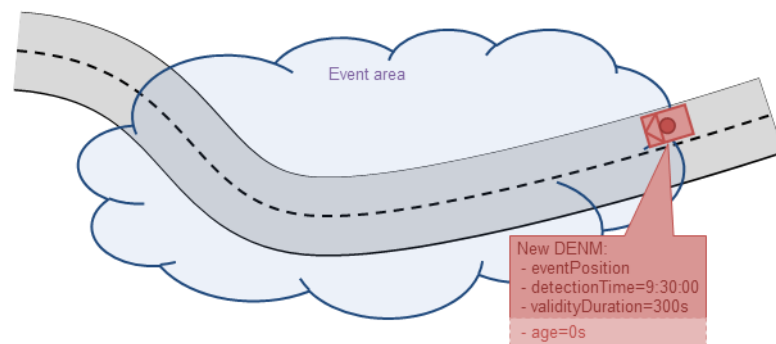 Event area
New DENM:
- eventPosition
- detectionTime=9:30:00
- validityDuration=300s
- age=0s